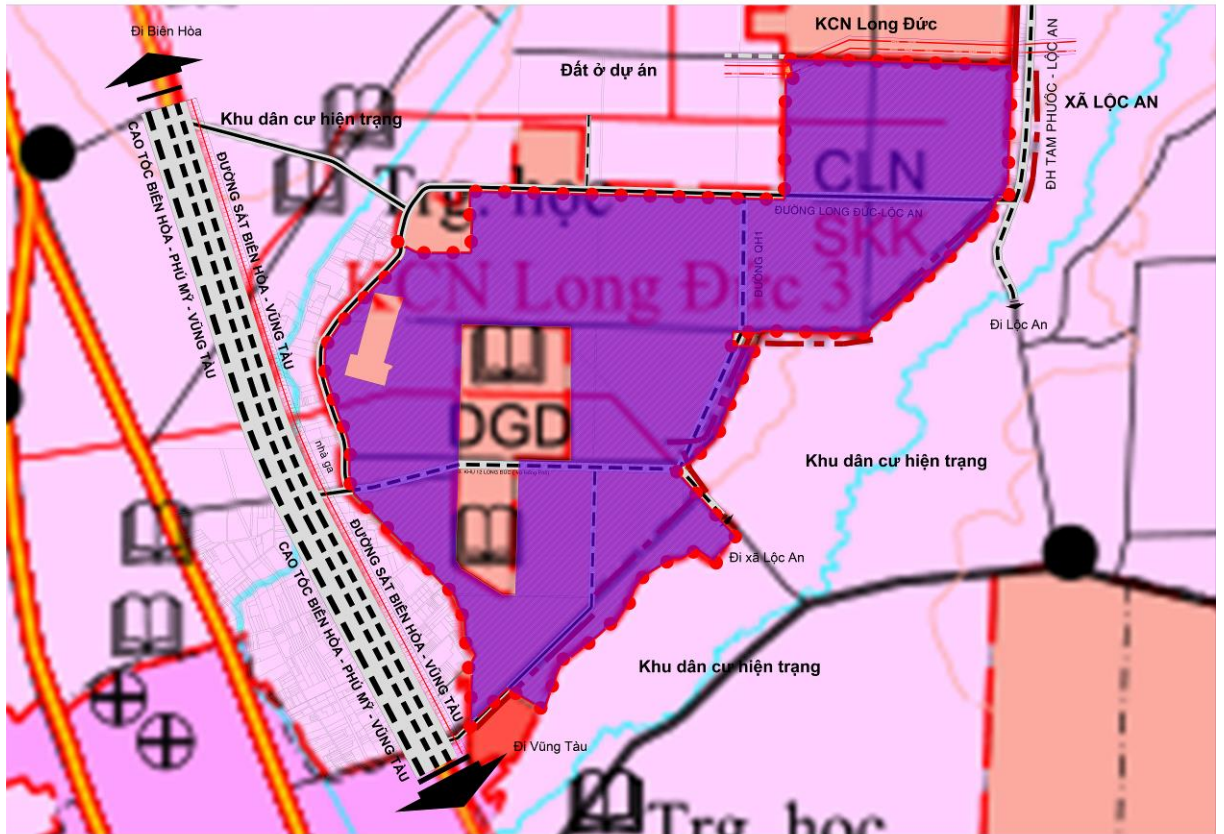 Đi Biên Hòa
KCN Long Đức
Đất ở dự án
XÃ LỘC AN
Khu dân cư hiện trạng
ĐH TAM PHƯỚC - LỘC AN
CAO TỐC BIÊN HÒA - PHÚ MỸ - VŨNG TÀU
ĐƯỜNG SẮT BIÊN HÒA - VŨNG TÀU
Trg. học
CLN
ĐƯỜNG LONG ĐỨC-LỘC AN
SKK
ĐƯỜNG QH1
KCN Long Đức 3
Đi Lộc An
DGD
nhà ga
Khu dân cư hiện trạng
ĐƯỜNG SẮT BIÊN HÒA - VŨNG TÀU
CAO TỐC BIÊN HÒA - PHÚ MỸ - VŨNG TÀU
Đi xã Lộc An
Khu dân cư hiện trạng
Đi Vũng Tàu
Trg. học